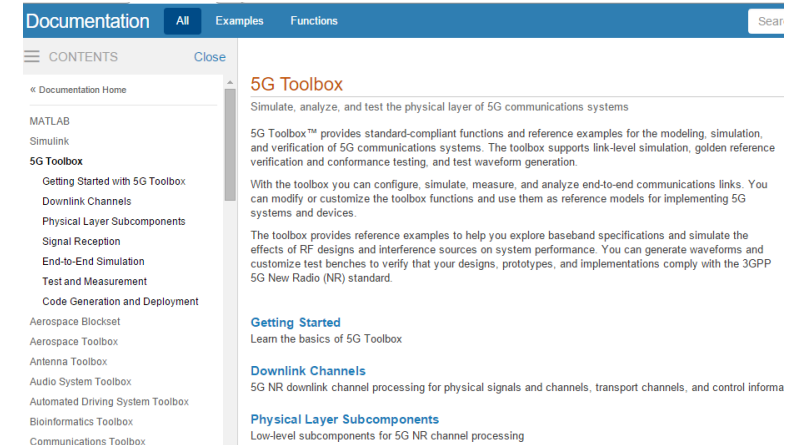 Documentation All Examples Functions
CONTENTS Close
« Documentation Home
MATLAB
Simulink
5G Toolbox
Getting Started with 5G Toolbox
Downlink Channels
Physical Layer Subcomponents
Signal Reception
End-to-End Simulation
Test and Measurement
Code Generation and Deployment
Aerospace Blockset
Aerospace Toolbox
Antenna Toolbox
Audio System Toolbox
Automated Driving System Toolbox
Bioinformatics Toolbox
Communications Toolbox
5G Toolbox
Simulate, analyze, and test the physical layer of 5G communications systems
5G Toolbox™ provides standard-compliant functions and reference examples for the modeling, simulation,
and verification of 5G communications systems. The toolbox supports link-level simulation, golden reference
verification and conformance testing, and test waveform generation.
With the toolbox you can configure, simulate, measure, and analyze end-to-end communications links. You
can modify or customize the toolbox functions and use them as reference models for implementing 5G
systems and devices.
The toolbox provides reference examples to help you explore baseband specifications and simulate the
effects of RF designs and interference sources on system performance. You can generate waveforms and
customize test benches to verify that your designs, prototypes, and implementations comply with the 3GPP
5G New Radio (NR) standard.
Getting Started
Learn the basics of 5G Toolbox
Downlink Channels
5G NR downlink channel processing for physical signals and channels, transport channels, and control informa
Physical Layer Subcomponents
Low-level subcomponents for 5G NR channel processing